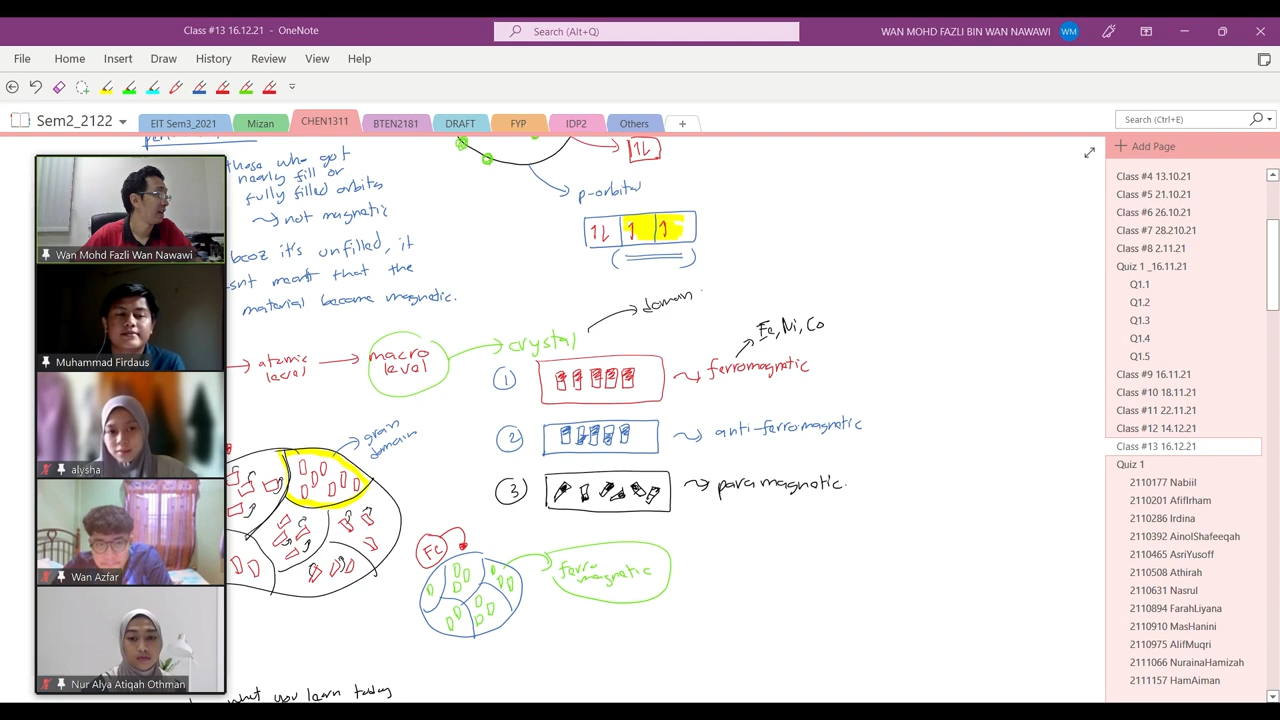 Class #13 16.12.21 - OneNote
Search (Alt+Q)
WAN MOHD FAZLI BIN WAN NAWAWI
WM
File Home Insert Draw History Review View Help
Sem2_2122
EIT Sem3_2021 Mizan CHEN1311 BTEN2181 DRAFT FYP IDP2 Others +
Search (Ctrl+E)
those who got
nearly fill or
fully filled orbits
not magnetic
bcoz it's unfilled, it
material become magnetic.
Wan Mohd Fazli Wan Nawawi
Muhammad Firdaus
alysha
Wan Azfar
Nur Alya Atiqah Othman
p-orbital
atomic
level
macro
level
crystal
domain
Fe, Ni, Co
1
ferromagnetic
2
anti-ferromagnetic
3
paramagnetic.
grain
domain
Fe
ferro
magnetic
what you learn today
Add Page
Class #4 13.10.21
Class #5 21.10.21
Class #6 26.10.21
Class #7 28.210.21
Class #8 2.11.21
Quiz 1 _16.11.21
Q1.1
Q1.2
Q1.3
Q1.4
Q1.5
Class #9 16.11.21
Class #10 18.11.21
Class #11 22.11.21
Class #12 14.12.21
Class #13 16.12.21
Quiz 1
2110177 Nabiil
2110201 AfifIrham
2110286 Irdina
2110392 AinolShafeeqah
2110465 AsriYusoff
2110508 Athirah
2110631 Nasrul
2110894 FarahLiyana
2110910 MasHanini
2110975 AlifMuqri
2111066 NurainaHamizah
2111157 HamAiman